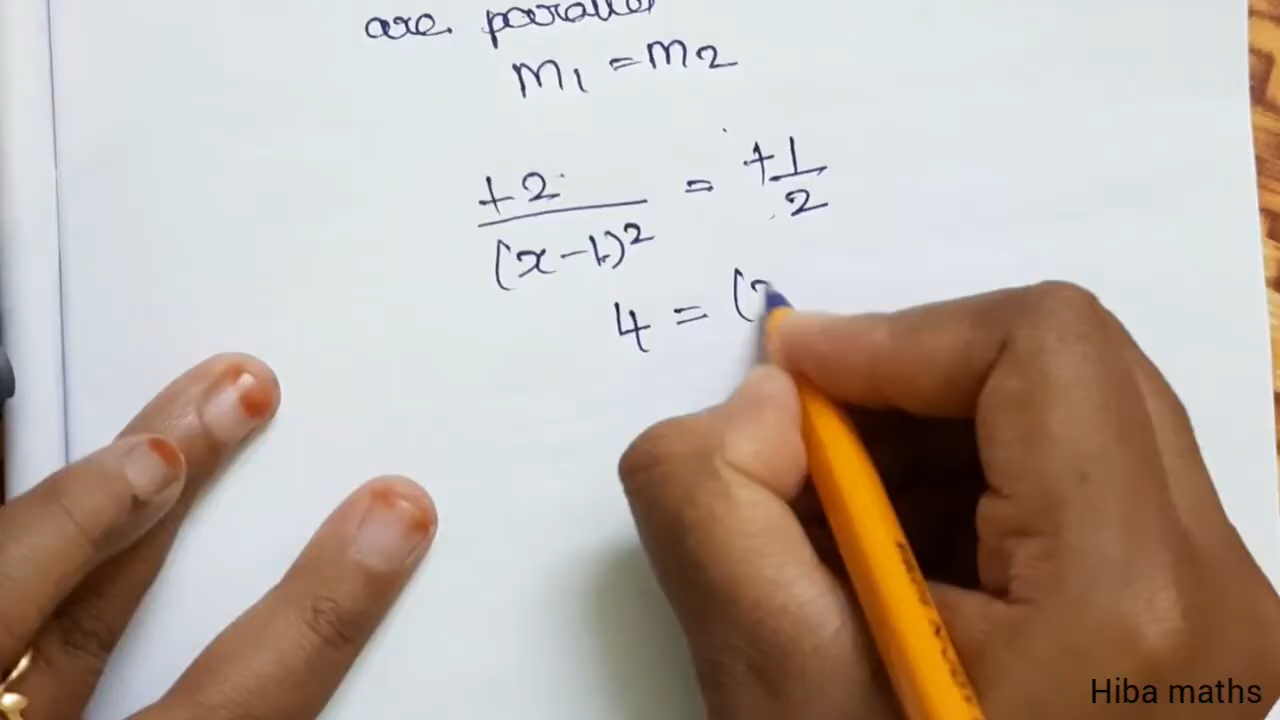 are parallel
m1 = m2
+2/(x-1)² = +1/2
4 = (
Hiba maths